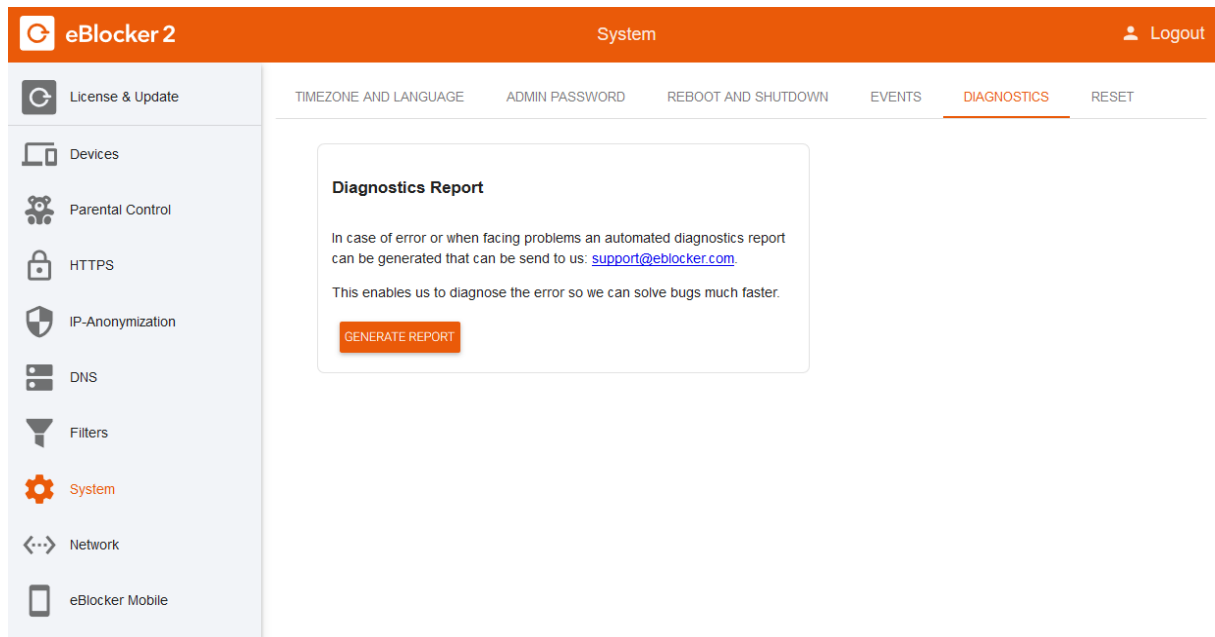 eBlocker 2
System
Logout
License & Update
Devices
Parental Control
HTTPS
IP-Anonymization
DNS
Filters
System
Network
eBlocker Mobile
TIMEZONE AND LANGUAGE
ADMIN PASSWORD
REBOOT AND SHUTDOWN
EVENTS
DIAGNOSTICS
RESET
Diagnostics Report
In case of error or when facing problems an automated diagnostics report
can be generated that can be send to us: support@eblocker.com.
This enables us to diagnose the error so we can solve bugs much faster.
GENERATE REPORT